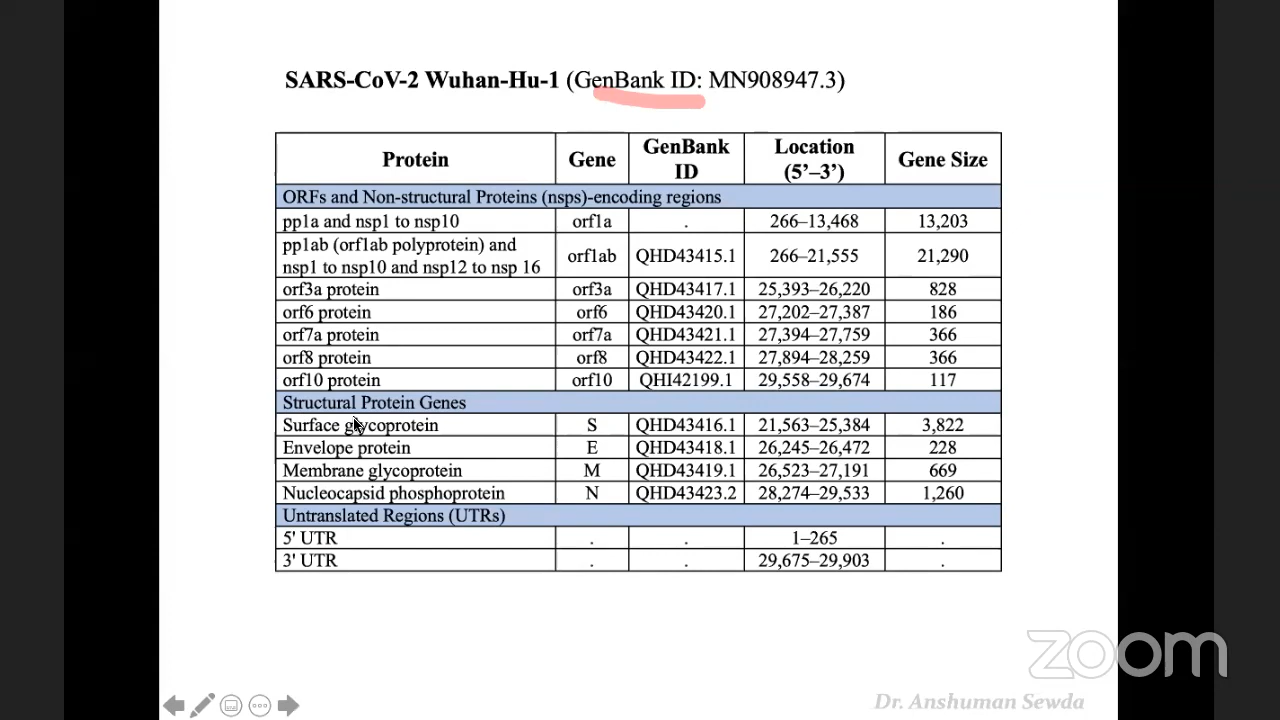 SARS-CoV-2 Wuhan-Hu-1 (GenBank ID: MN908947.3)
Protein Gene GenBank ID Location (5’–3’) Gene Size
ORFs and Non-structural Proteins (nsps)-encoding regions
pp1a and nsp1 to nsp10 orf1a . 266–13,468 13,203
pp1ab (orf1ab polyprotein) and
nsp1 to nsp10 and nsp12 to nsp 16 orf1ab QHD43415.1 266–21,555 21,290
orf3a protein orf3a QHD43417.1 25,393–26,220 828
orf6 protein orf6 QHD43420.1 27,202–27,387 186
orf7a protein orf7a QHD43421.1 27,394–27,759 366
orf8 protein orf8 QHD43422.1 27,894–28,259 366
orf10 protein orf10 QHI42199.1 29,558–29,674 117
Structural Protein Genes
Surface glycoprotein S QHD43416.1 21,563–25,384 3,822
Envelope protein E QHD43418.1 26,245–26,472 228
Membrane glycoprotein M QHD43419.1 26,523–27,191 669
Nucleocapsid phosphoprotein N QHD43423.2 28,274–29,533 1,260
Untranslated Regions (UTRs)
5' UTR . . 1–265 .
3' UTR . . 29,675–29,903 .
zoom
Dr. Anshuman Sewda